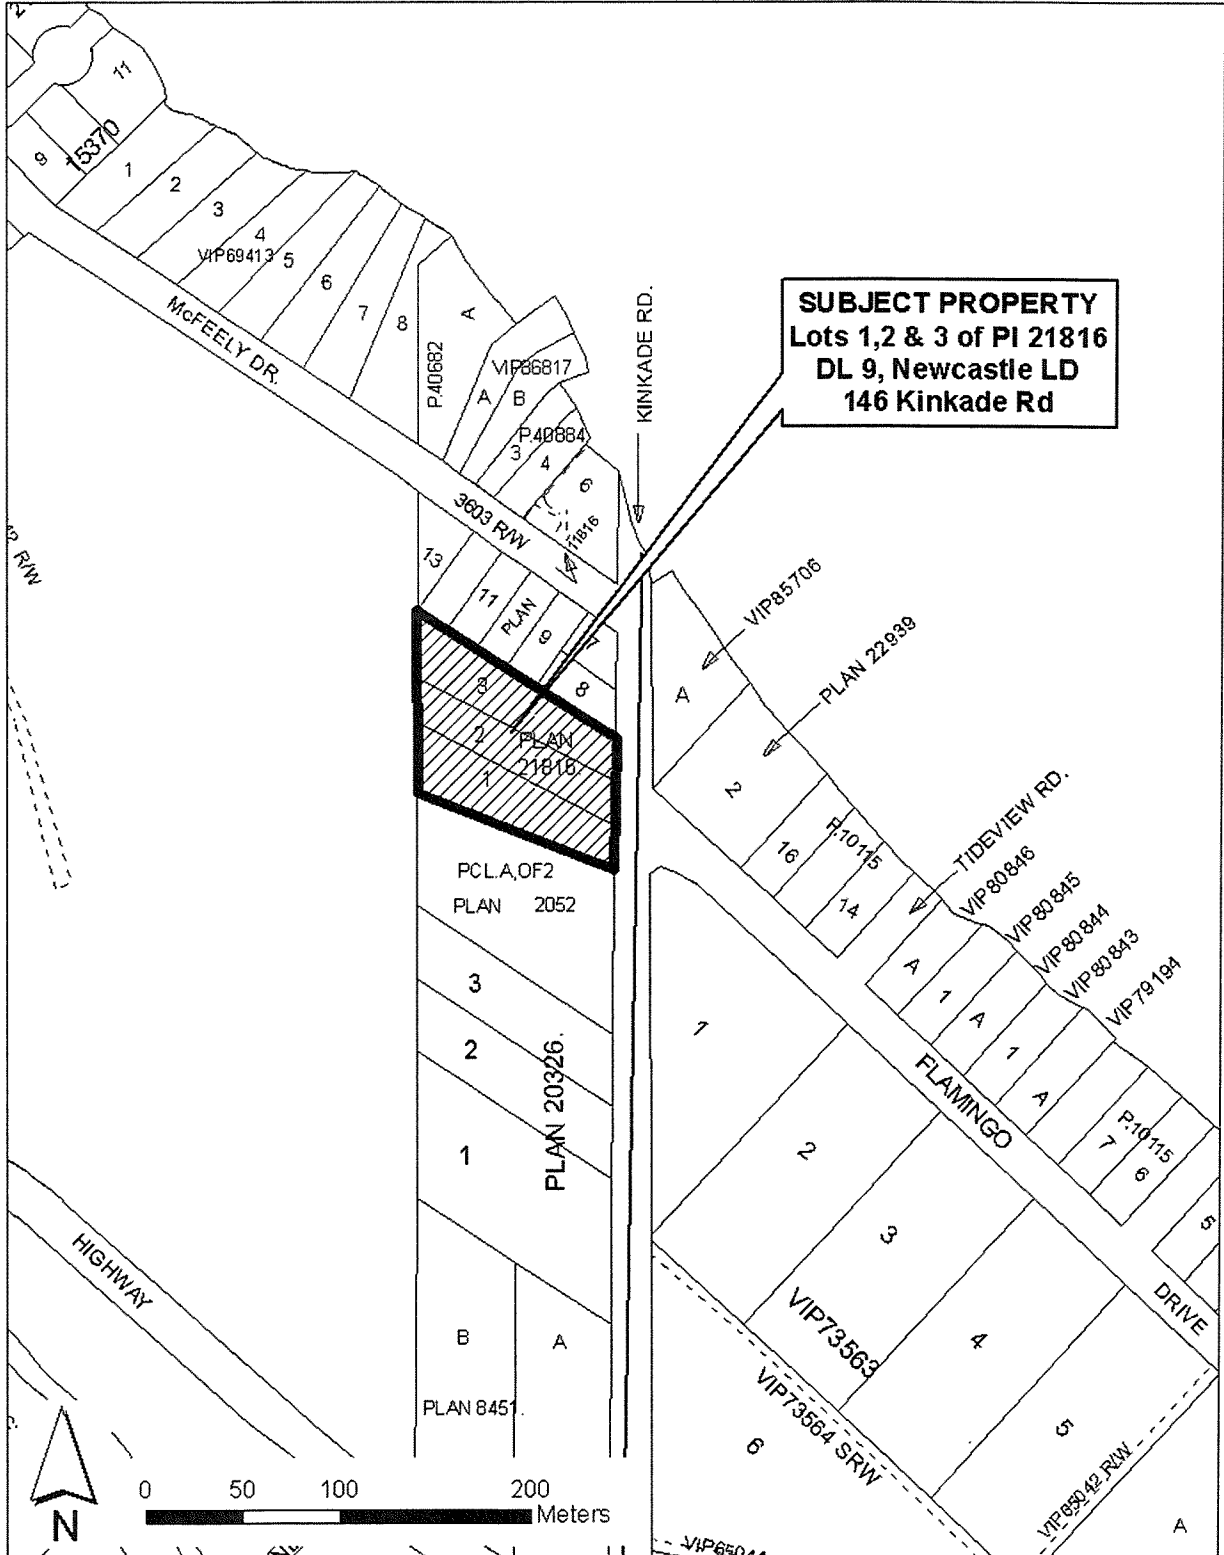 11
9
15370
1
2
3
4
VIP69413
5
6
7
8
McFEELY DR.
P.40682
A
VIP86817
A
B
P.40884
3
4
6
KINKADE RD.
SUBJECT PROPERTY
Lots 1,2 & 3 of Pl 21816
DL 9, Newcastle LD
146 Kinkade Rd
3603 R/W
11816
13
11
PLAN
9
7
8
R/W
3
2
PLAN
21816.
1
VIP85706
A
PLAN 22939
2
16
P.10115
14
TIDEVIEW RD.
VIP80846
VIP80845
VIP80844
VIP80843
VIP79194
A
1
A
1
A
P.10115
7
6
5
PCL.A,OF2
PLAN 2052
3
2
1
PLAN 20326.
FLAMINGO
DRIVE
1
2
3
4
5
6
VIP73563
VIP73564 SRW
VIP65042 R/W
A
HIGHWAY
B
A
PLAN 8451.
N
0 50 100 200
Meters